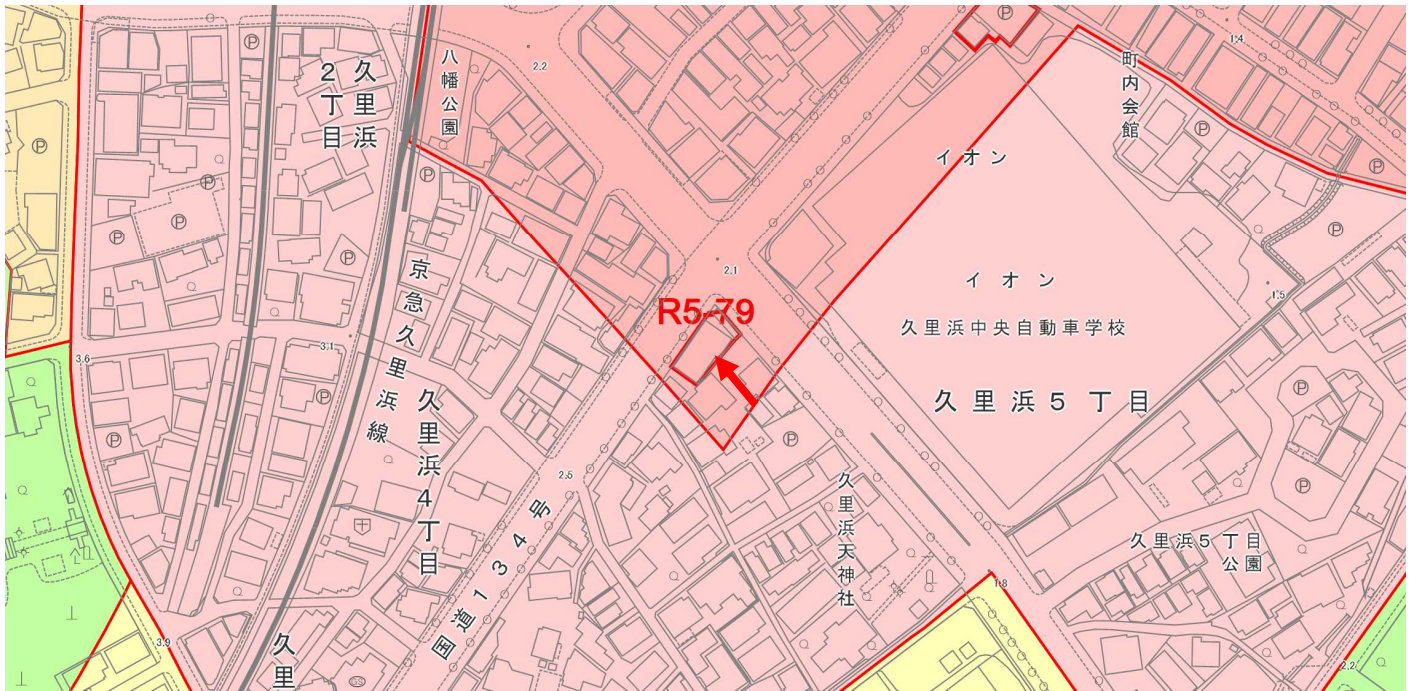 久里浜
2丁目
八幡公園
2.2
Ⓟ
Ⓟ
1.4
町内会館
Ⓟ
イオン
Ⓟ
Ⓟ
Ⓟ
Ⓟ
Ⓟ
Ⓟ
Ⓟ
Ⓟ
京急久里浜線
2.1
イオン
1.5
R5-79
久里浜中央自動車学校
3.1
3.6
久里浜5丁目
Ⓟ
Ⓟ
久里浜4丁目
Ⓟ
Ⓟ
Ⓟ
2.5
国道134号
久里浜天神社
久里浜5丁目
公園
1.8
3.9
久里
GS
2.2